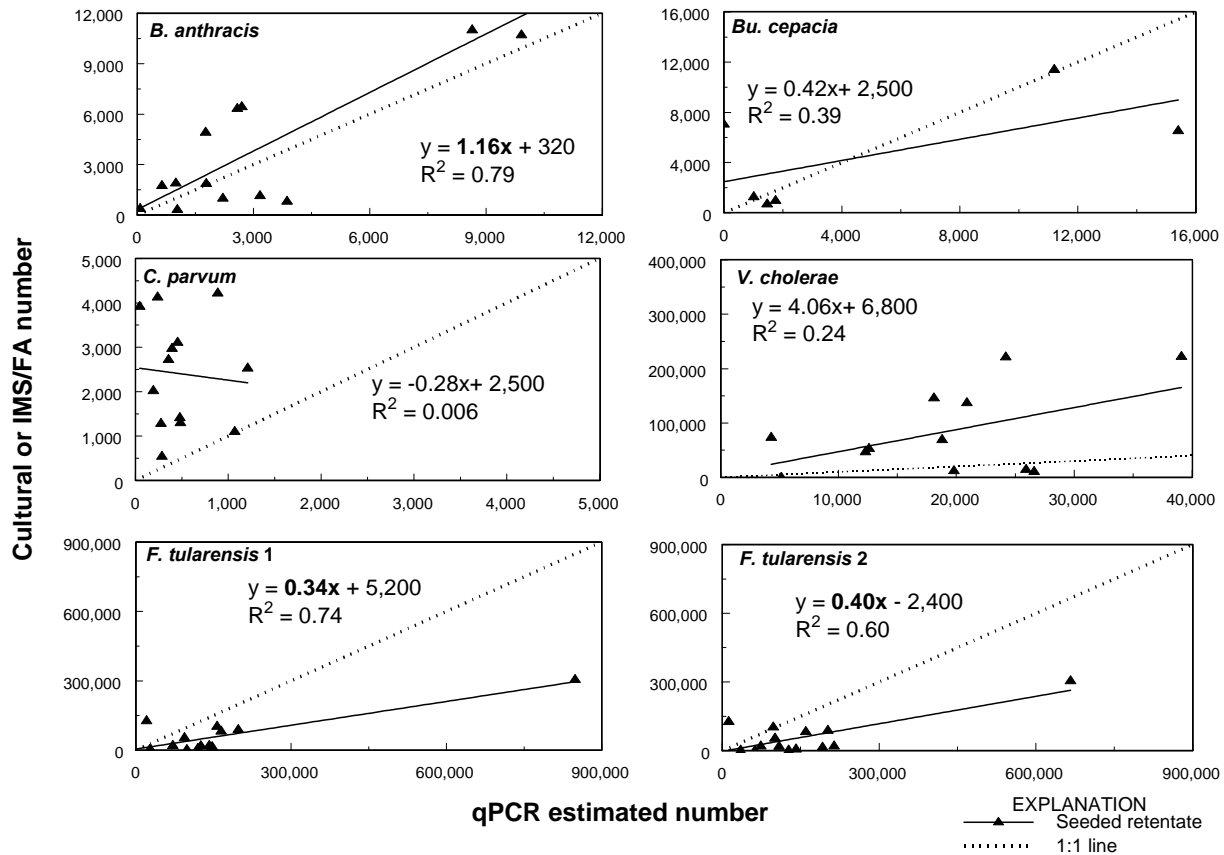 B. anthracis
12,000
9,000
6,000
3,000
0
y = 1.16x + 320
R2 = 0.79
0 3,000 6,000 9,000 12,000
Bu. cepacia
16,000
12,000
8,000
4,000
0
y = 0.42x+ 2,500
R2 = 0.39
0 4,000 8,000 12,000 16,000
C. parvum
5,000
4,000
3,000
2,000
1,000
0
y = -0.28x+ 2,500
R2 = 0.006
0 1,000 2,000 3,000 4,000 5,000
V. cholerae
400,000
300,000
200,000
100,000
0
y = 4.06x+ 6,800
R2 = 0.24
0 10,000 20,000 30,000 40,000
F. tularensis 1
900,000
600,000
300,000
0
y = 0.34x + 5,200
R2 = 0.74
0 300,000 600,000 900,000
F. tularensis 2
900,000
600,000
300,000
0
y = 0.40x - 2,400
R2 = 0.60
0 300,000 600,000 900,000
Cultural or IMS/FA number
qPCR estimated number
EXPLANATION
Seeded retentate
1:1 line